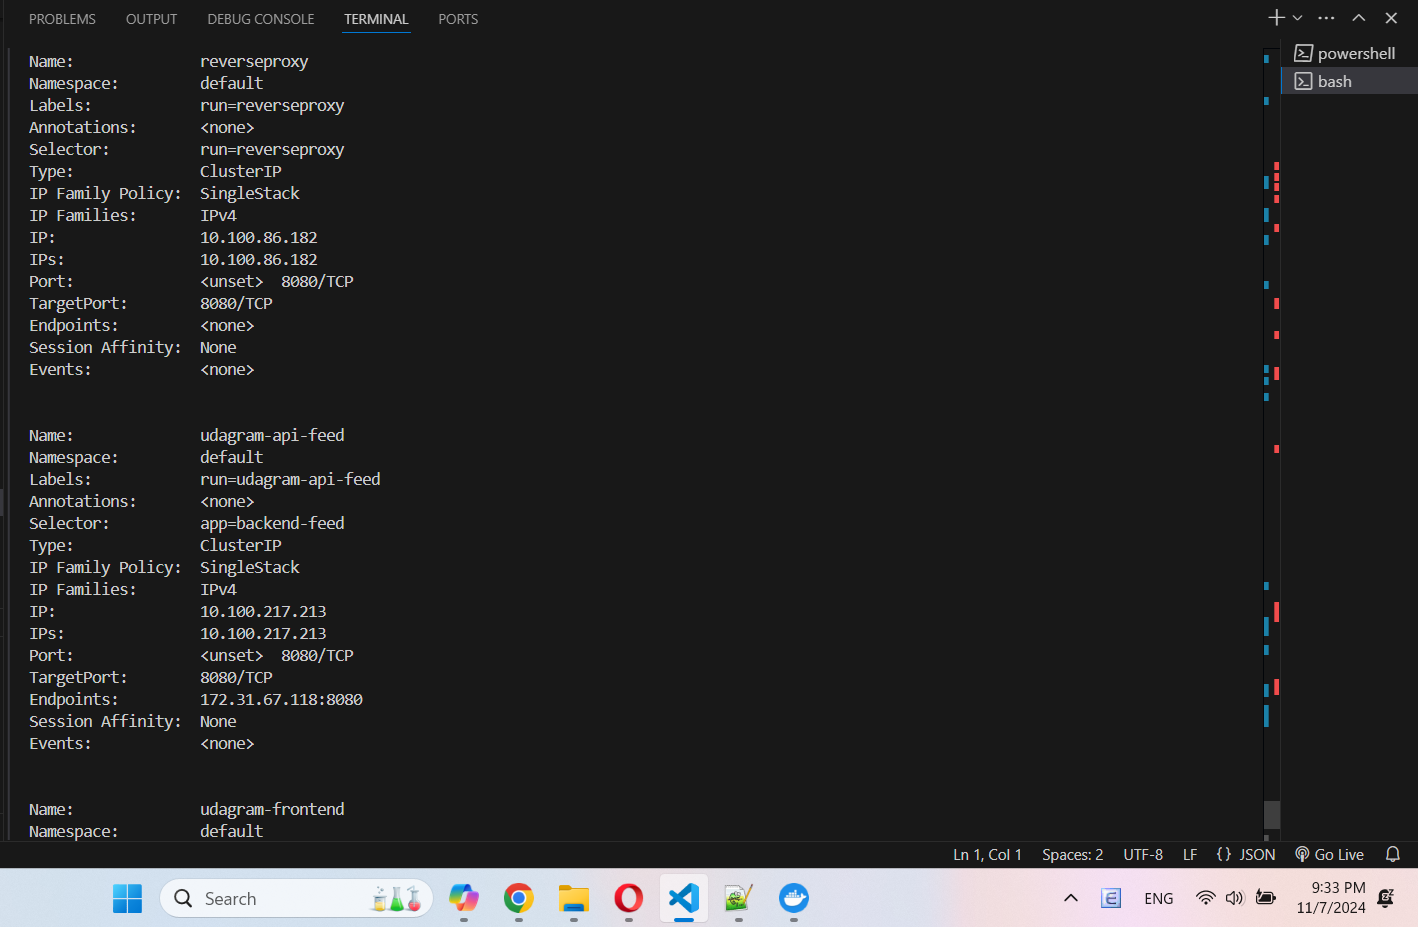 PROBLEMS OUTPUT DEBUG CONSOLE TERMINAL PORTS
powershell
bash
Name: reverseproxy
Namespace: default
Labels: run=reverseproxy
Annotations: <none>
Selector: run=reverseproxy
Type: ClusterIP
IP Family Policy: SingleStack
IP Families: IPv4
IP: 10.100.86.182
IPs: 10.100.86.182
Port: <unset> 8080/TCP
TargetPort: 8080/TCP
Endpoints: <none>
Session Affinity: None
Events: <none>
Name: udagram-api-feed
Namespace: default
Labels: run=udagram-api-feed
Annotations: <none>
Selector: app=backend-feed
Type: ClusterIP
IP Family Policy: SingleStack
IP Families: IPv4
IP: 10.100.217.213
IPs: 10.100.217.213
Port: <unset> 8080/TCP
TargetPort: 8080/TCP
Endpoints: 172.31.67.118:8080
Session Affinity: None
Events: <none>
Name: udagram-frontend
Namespace: default
Ln 1, Col 1 Spaces: 2 UTF-8 LF {} JSON Go Live
Search
ENG
9:33 PM
11/7/2024